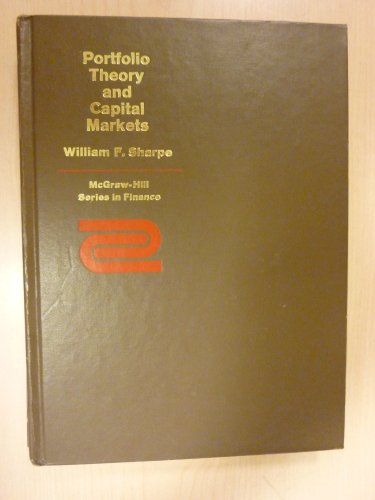 Portfolio
Theory
and
Capital
Markets
William F. Sharpe
McGraw-Hill
Series in Finance